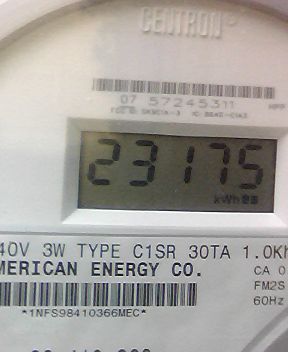 CENTRON
07 57245311
23175
kWh
40V 3W TYPE C1SR 30TA 1.0Kh
MERICAN ENERGY CO.
CA 0
FM2S
60Hz
*1NFS98410366MEC*